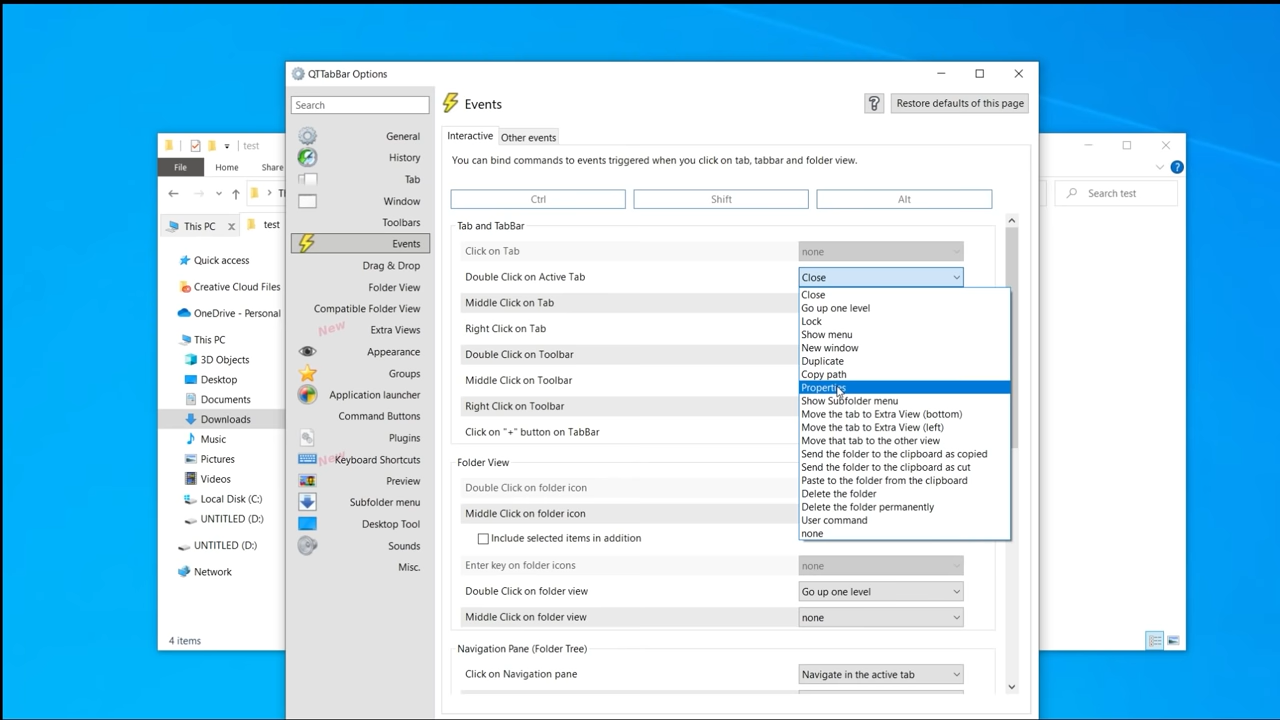 QTTabBar Options
Search
General
History
Tab
Window
Toolbars
Events
Drag & Drop
Folder View
Compatible Folder View
New
Extra Views
Appearance
Groups
Application launcher
Command Buttons
Plugins
New
Keyboard Shortcuts
Preview
Subfolder menu
Desktop Tool
Sounds
Misc.
Events
?
Restore defaults of this page
Interactive
Other events
You can bind commands to events triggered when you click on tab, tabbar and folder view.
Ctrl
Shift
Alt
Tab and TabBar
Click on Tab
none
Double Click on Active Tab
Close
Middle Click on Tab
Right Click on Tab
Double Click on Toolbar
Middle Click on Toolbar
Right Click on Toolbar
Click on "+" button on TabBar
Close
Go up one level
Lock
Show menu
New window
Duplicate
Copy path
Properties
Show Subfolder menu
Move the tab to Extra View (bottom)
Move the tab to Extra View (left)
Move that tab to the other view
Send the folder to the clipboard as copied
Send the folder to the clipboard as cut
Paste to the folder from the clipboard
Delete the folder
Delete the folder permanently
User command
none
Folder View
Double Click on folder icon
Middle Click on folder icon
Include selected items in addition
Enter key on folder icons
none
Double Click on folder view
Go up one level
Middle Click on folder view
none
Navigation Pane (Folder Tree)
Click on Navigation pane
Navigate in the active tab
test
File
Home
Share
Th
This PC
test
Quick access
Creative Cloud Files
OneDrive - Personal
This PC
3D Objects
Desktop
Documents
Downloads
Music
Pictures
Videos
Local Disk (C:)
UNTITLED (D:)
UNTITLED (D:)
Network
4 items
?
Search test